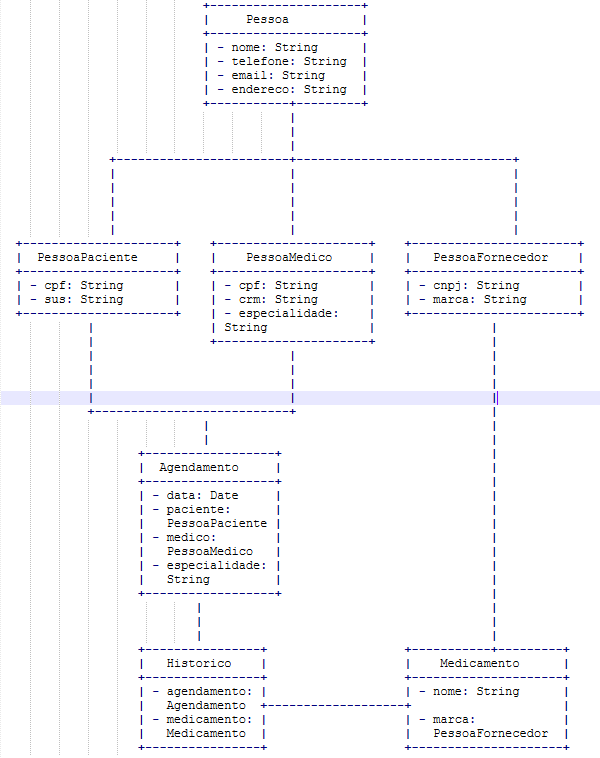 Pessoa
- nome: String
- telefone: String
- email: String
- endereco: String
PessoaPaciente
- cpf: String
- sus: String
PessoaMedico
- cpf: String
- crm: String
- especialidade:
String
PessoaFornecedor
- cnpj: String
- marca: String
Agendamento
- data: Date
- paciente:
PessoaPaciente
- medico:
PessoaMedico
- especialidade:
String
Historico
- agendamento:
Agendamento
- medicamento:
Medicamento
Medicamento
- nome: String
- marca:
PessoaFornecedor